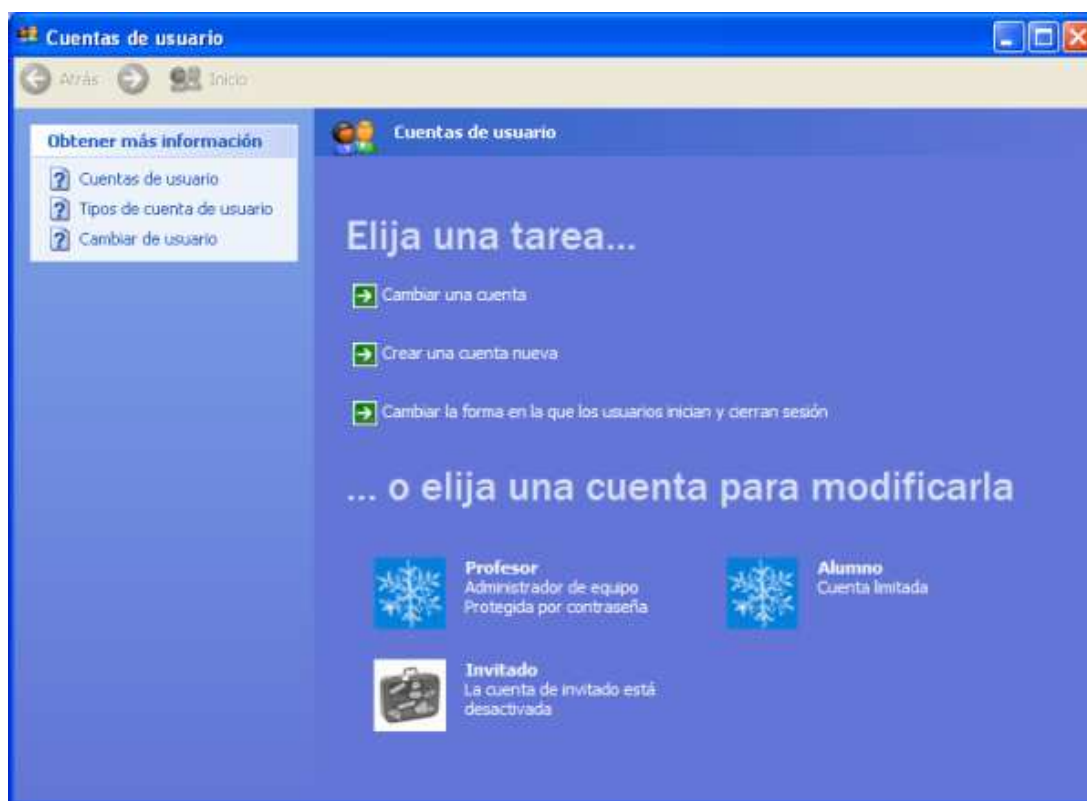 Cuentas de usuario
Atrás
Inicio
Obtener más información
Cuentas de usuario
Tipos de cuenta de usuario
Cambiar de usuario
Cuentas de usuario
Elija una tarea...
Cambiar una cuenta
Crear una cuenta nueva
Cambiar la forma en la que los usuarios inician y cierran sesión
... o elija una cuenta para modificarla
Profesor
Administrador de equipo
Protegida por contraseña
Alumno
Cuenta limitada
Invitado
La cuenta de invitado está
desactivada